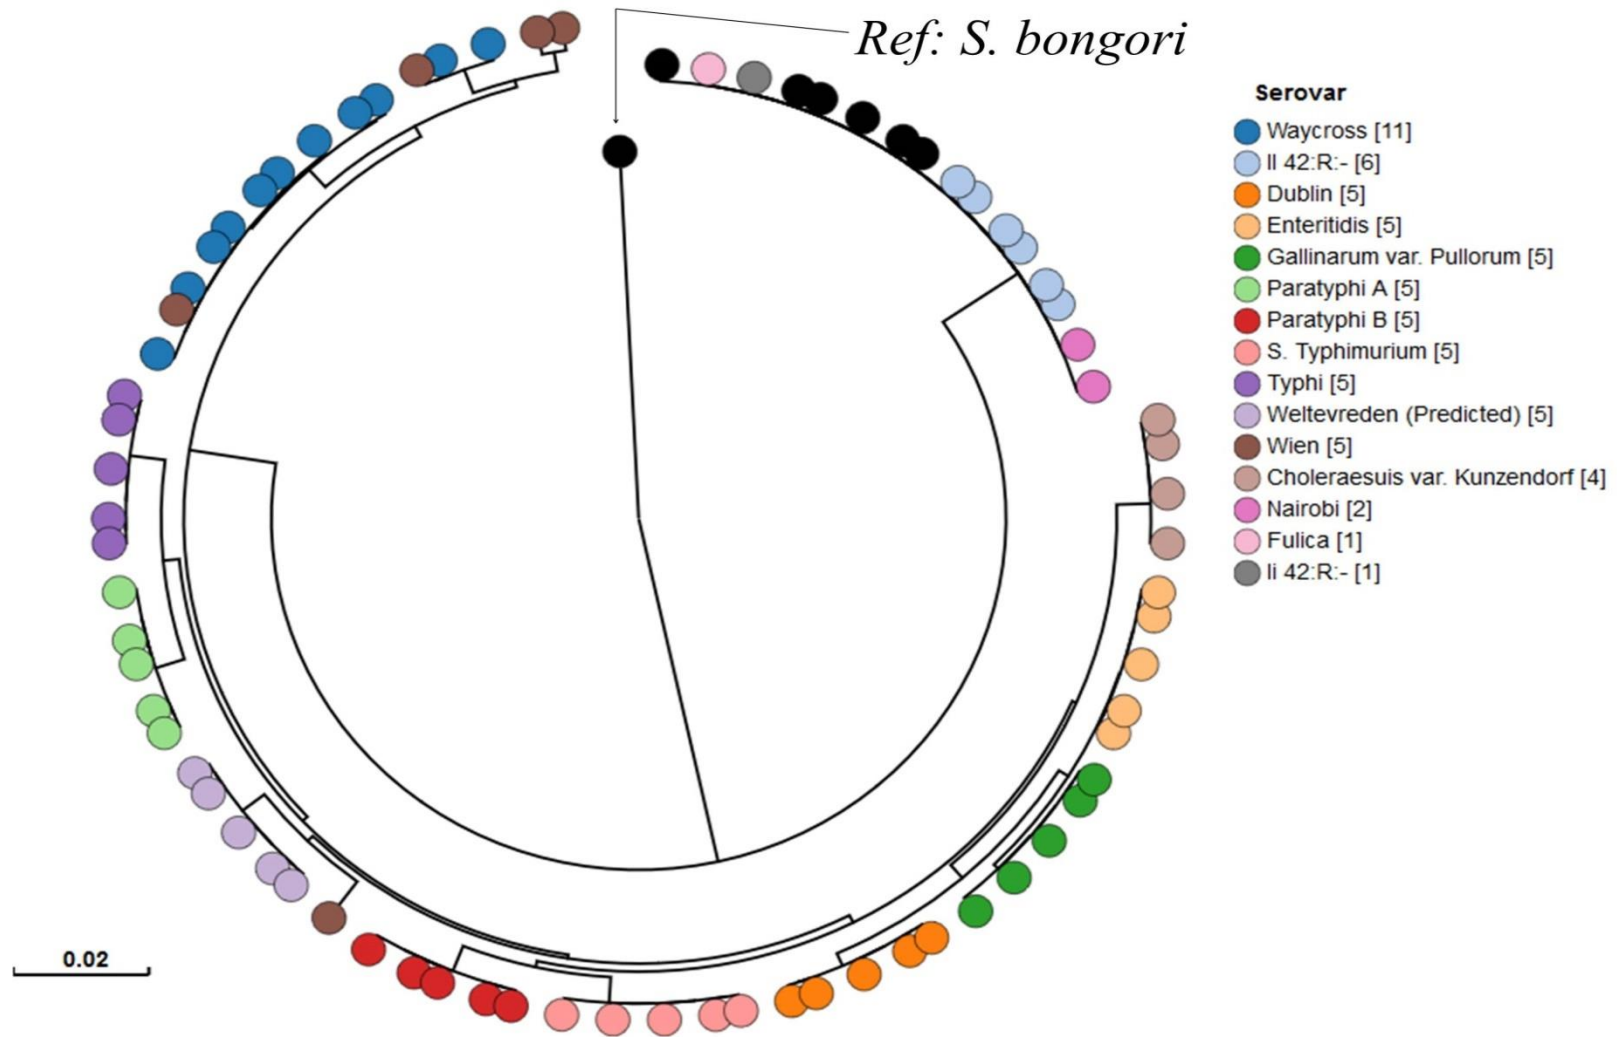 Ref: S. bongori
Serovar
Waycross [11]
II 42:R:- [6]
Dublin [5]
Enteritidis [5]
Gallinarum var. Pullorum [5]
Paratyphi A [5]
Paratyphi B [5]
S. Typhimurium [5]
Typhi [5]
Weltevreden (Predicted) [5]
Wien [5]
Choleraesuis var. Kunzendorf [4]
Nairobi [2]
Fulica [1]
Ii 42:R:- [1]
0.02